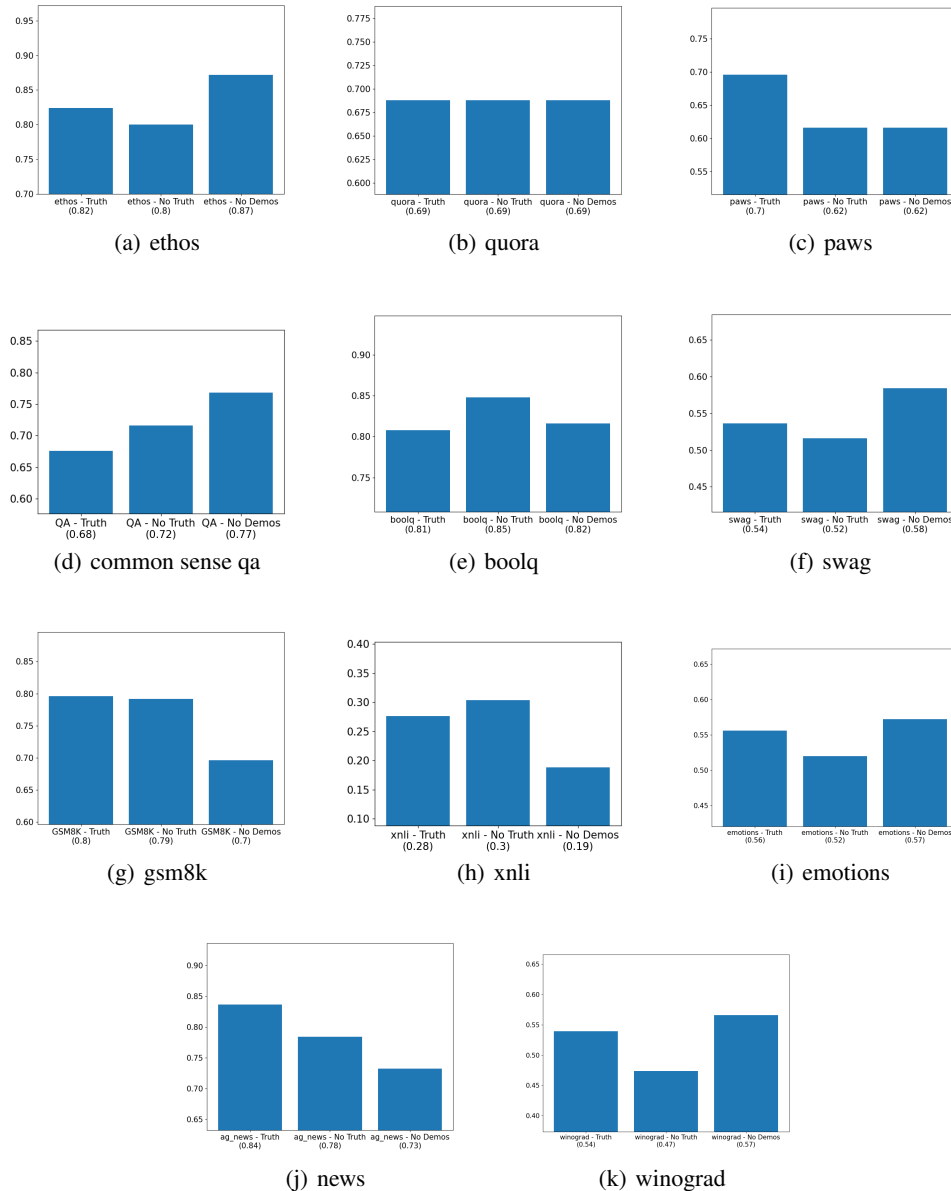 0.95
0.90
0.85
0.80
0.75
0.70
ethos - Truth ethos - No Truth ethos - No Demos
(0.82) (0.8) (0.87)
(a) ethos
0.775
0.750
0.725
0.700
0.675
0.650
0.625
0.600
quora - Truth quora - No Truth quora - No Demos
(0.69) (0.69) (0.69)
(b) quora
0.75
0.70
0.65
0.60
0.55
paws - Truth paws - No Truth paws - No Demos
(0.7) (0.62) (0.62)
(c) paws
0.85
0.80
0.75
0.70
0.65
0.60
QA - Truth QA - No Truth QA - No Demos
(0.68) (0.72) (0.77)
(d) common sense qa
0.90
0.85
0.80
0.75
boolq - Truth boolq - No Truth boolq - No Demos
(0.81) (0.85) (0.82)
(e) boolq
0.65
0.60
0.55
0.50
0.45
swag - Truth swag - No Truth swag - No Demos
(0.54) (0.52) (0.58)
(f) swag
0.85
0.80
0.75
0.70
0.65
0.60
GSM8K - Truth GSM8K - No Truth GSM8K - No Demos
(0.8) (0.79) (0.7)
(g) gsm8k
0.40
0.35
0.30
0.25
0.20
0.15
0.10
xnli - Truth xnli - No Truth xnli - No Demos
(0.28) (0.3) (0.19)
(h) xnli
0.65
0.60
0.55
0.50
0.45
emotions - Truth emotions - No Truth emotions - No Demos
(0.56) (0.52) (0.57)
(i) emotions
0.90
0.85
0.80
0.75
0.70
0.65
ag_news - Truth ag_news - No Truth ag_news - No Demos
(0.84) (0.78) (0.73)
(j) news
0.65
0.60
0.55
0.50
0.45
0.40
winograd - Truth winograd - No Truth winograd - No Demos
(0.54) (0.47) (0.57)
(k) winograd